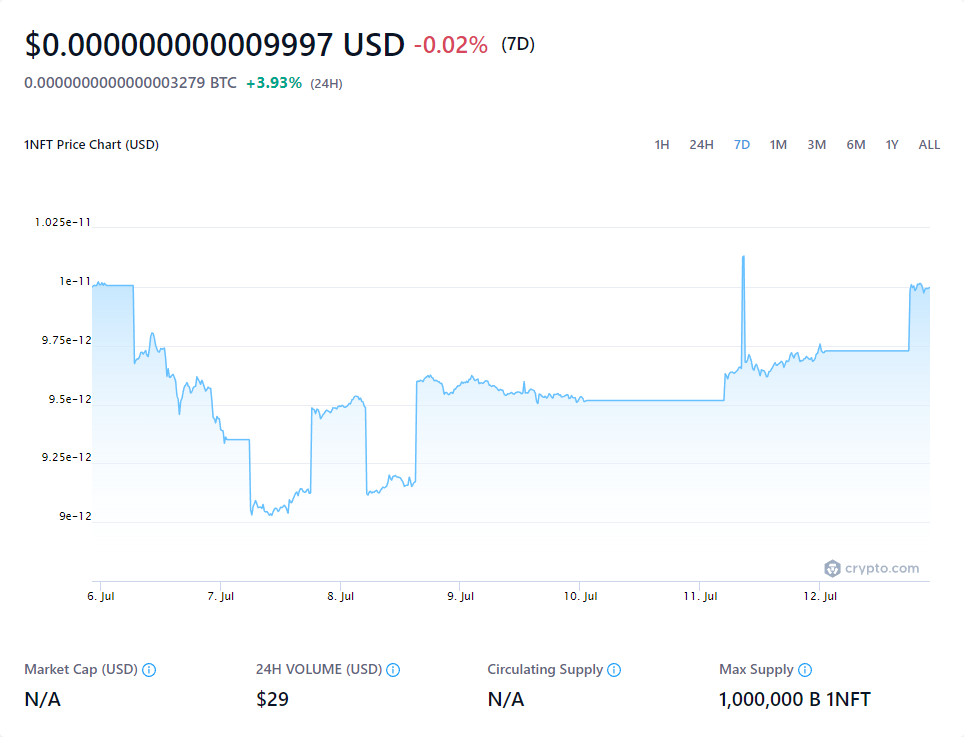 $0.000000000009997 USD -0.02% (7D)
0.0000000000000003279 BTC +3.93% (24H)
1NFT Price Chart (USD) 1H 24H 7D 1M 3M 6M 1Y ALL
1.025e-11
1e-11
9.75e-12
9.5e-12
9.25e-12
9e-12
crypto.com
6. Jul 7. Jul 8. Jul 9. Jul 10. Jul 11. Jul 12. Jul
Market Cap (USD) 24H VOLUME (USD) Circulating Supply Max Supply
N/A $29 N/A 1,000,000 B 1NFT